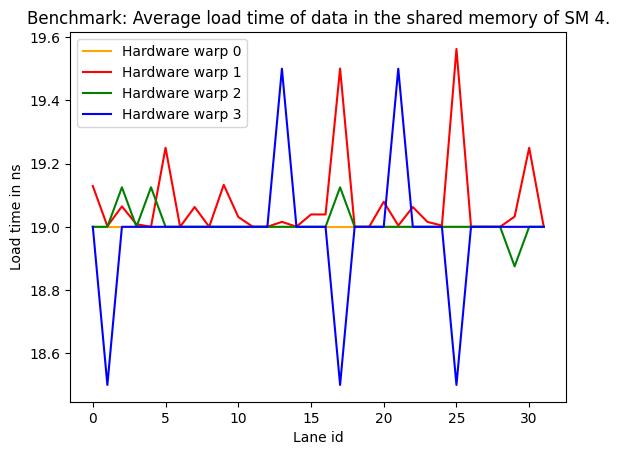 Benchmark: Average load time of data in the shared memory of SM 4.
19.6
19.4
19.2
19.0
18.8
18.6
Load time in ns
Hardware warp 0
Hardware warp 1
Hardware warp 2
Hardware warp 3
0 5 10 15 20 25 30
Lane id